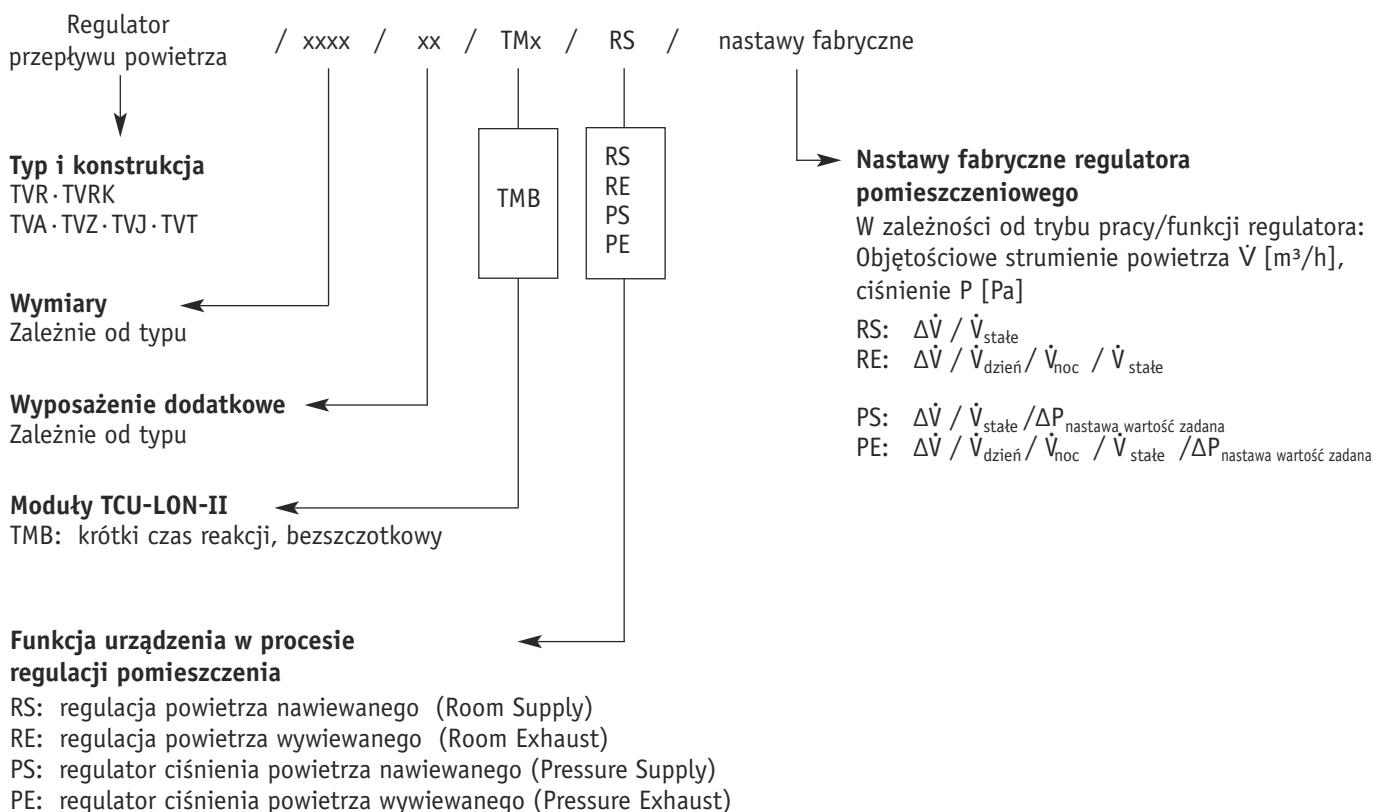 Regulator
przepływu powietrza
/ xxxx / xx / TMx / RS / nastawy fabryczne
Typ i konstrukcja
TVR · TVRK
TVA · TVZ · TVJ · TVT
TMB
RS
RE
PS
PE
Wymiary
Zależnie od typu
Wyposażenie dodatkowe
Zależnie od typu
Moduły TCU-LON-II
TMB: krótki czas reakcji, bezszczotkowy
Funkcja urządzenia w procesie
regulacji pomieszczenia
RS: regulacja powietrza nawiewanego (Room Supply)
RE: regulacja powietrza wywiewanego (Room Exhaust)
PS: regulator ciśnienia powietrza nawiewanego (Pressure Supply)
PE: regulator ciśnienia powietrza wywiewanego (Pressure Exhaust)
Nastawy fabryczne regulatora
pomieszczeniowego
W zależności od trybu pracy/funkcji regulatora:
Objętościowe strumienie powietrza V̇ [m³/h],
ciśnienie P [Pa]
RS: ΔV̇ / V̇stałe
RE: ΔV̇ / V̇dzień / V̇noc / V̇stałe
PS: ΔV̇ / V̇stałe /ΔPnastawa wartość zadana
PE: ΔV̇ / V̇dzień / V̇noc / V̇stałe /ΔPnastawa wartość zadana